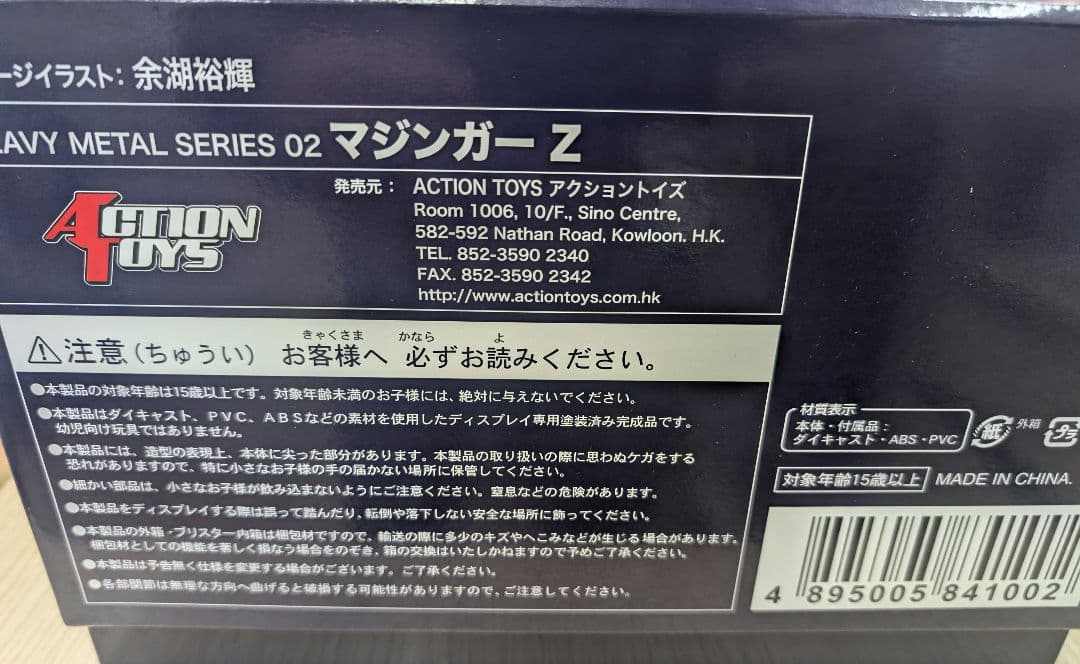 ージイラスト：余湖裕輝
AVY METAL SERIES 02 マジンガー Z
ACTION TOYS
発売元： ACTION TOYS アクショントイズ
Room 1006, 10/F., Sino Centre,
582-592 Nathan Road, Kowloon. H.K.
TEL. 852-3590 2340
FAX. 852-3590 2342
http://www.actiontoys.com.hk
きゃくさま かなら よ
⚠注意（ちゅうい） お客様へ 必ずお読みください。
●本製品の対象年齢は15歳以上です。対象年齢未満のお子様には、絶対に与えないでください。
●本製品はダイキャスト、PVC、ABSなどの素材を使用したディスプレイ専用塗装済み完成品です。
幼児向け玩具ではありません。
●本製品には、造型の表現上、本体に尖った部分があります。本製品の取り扱いの際に思わぬケガをする
恐れがありますので、特に小さなお子様の手の届かない場所に保管してください。
●細かい部品は、小さなお子様が飲み込まないようにご注意ください。窒息などの危険があります。
●本製品をディスプレイする際は誤って踏んだり、転倒や落下しない安全な場所に飾ってください。
●本製品の外箱・ブリスター内箱は梱包材ですので、輸送の際に多少のキズやへこみなどが生じる場合があります。
梱包材としての機能を著しく損なう場合をのぞき、箱の交換はいたしかねますので予めご了承ください。
●本製品は予告無く仕様を変更する場合がございます。ご了承ください。
●各部関節は無理な方向へ曲げると破損する可能性がありますので、ご注意してください。
材質表示
本体・付属品：
ダイキャスト・ABS・PVC
紙 外箱 プラ
対象年齢15歳以上 MADE IN CHINA.
4 895005 841002